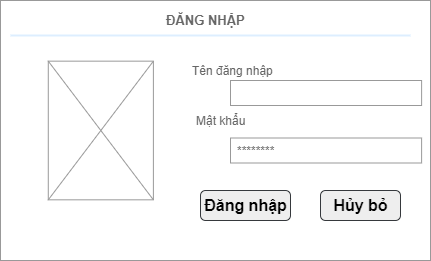 ĐĂNG NHẬP
Tên đăng nhập
Mật khẩu
********
Đăng nhập
Hủy bỏ